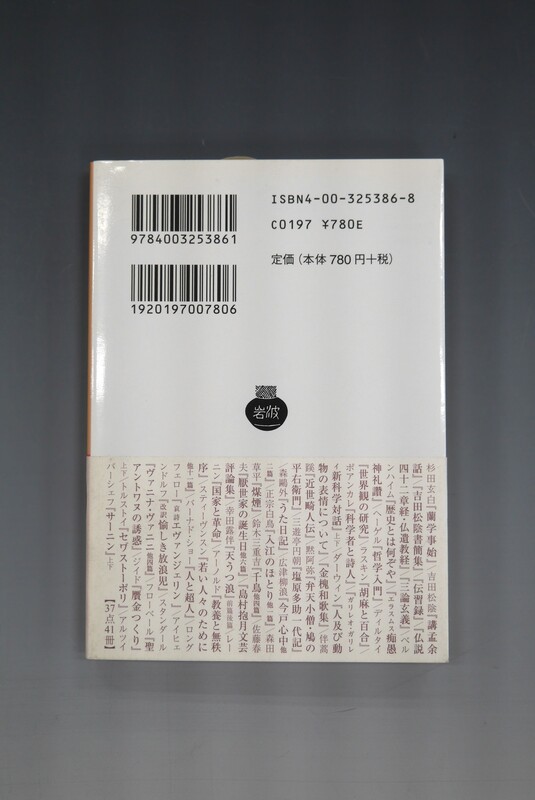 ISBN4-00-325386-8
C0197 ¥780E
定価(本体780円+税)
9784003253861
1920197007806
岩波
杉田玄白『蘭学事始』/吉田松陰『講孟余
話』『吉田松陰書簡集』/『伝習録』/『仏説
四十二章経・仏遺教経』/『三論玄義』/ベル
ンハイム『歴史とは何ぞや』/エラスムス『痴愚
神礼讃』/ヘーゲル『哲学入門』/ディルタイ
『世界観の研究』/ラスキン『胡麻と百合』/
ポアンカレ『科学者と詩人』/ガリレオ・ガリレ
イ『新科学対話』上下/ダーウィン『人及び動
物の表情について』/『金槐和歌集』/伴蒿
蹊『近世畸人伝』/黙阿弥『弁天小僧・鳩の
平右衛門』/三遊亭円朝『塩原多助一代記』
/森鷗外『うた日記』/広津柳浪『今戸心中 他
二篇』/正宗白鳥『入江のほとり 他一篇』/森田
草平『煤煙』/鈴木三重吉『千鳥 他四篇』/佐藤春
夫『厭世家の誕生日 他六篇』/『島村抱月文芸
評論集』/幸田露伴『天うつ浪』前篇後篇/レー
ニン『国家と革命』/アーノルド『教養と無秩
序』/スティーヴンスン『若い人々のために
他十一篇』/バーナド・ショー『人と超人』/ロング
フェロー『哀詩 エヴァンジェリン』/アイヒェ
ンドルフ『改訳 愉しき放浪児』/スタンダール
『ヴァニナ・ヴァニニ 他四篇』/フローベール『聖
アントワヌの誘惑』/ジイド『贋金つくり』
上下/トルストイ『セワストーポリ』/アルツィ
バーシェフ『サーニン』上下 【37点41冊】